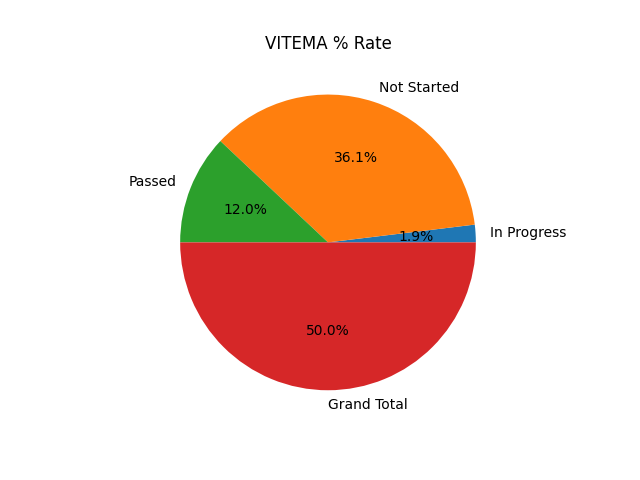 VITEMA % Rate
Not Started
36.1%
Passed
12.0%
1.9%
In Progress
50.0%
Grand Total